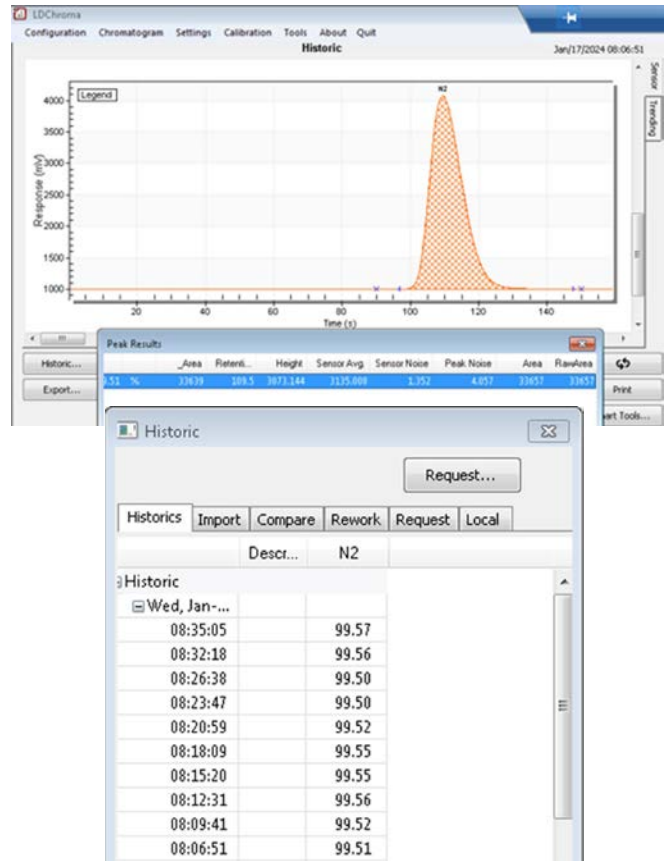 LDChroma
Configuration Chromatogram Settings Calibration Tools About Quit
Historic Jan/17/2024 08:06:51
Sensor
Trending
Legend
N2
4000
3500
3000
2500
2000
1500
1000
Response (mV)
20 40 60 80 100 120 140
Time (s)
Peak Results
Historic...
Export...
_Area Retenti... Height Sensor Avg Sensor Noise Peak Noise Area RawArea
9.51 % 33639 109.5 3073.144 3135.009 1.352 4.057 33657 33657
Print
art Tools...
Historic
Request...
Historics Import Compare Rework Request Local
Descr... N2
Historic
Wed, Jan-...
08:35:05 99.57
08:32:18 99.56
08:26:38 99.50
08:23:47 99.50
08:20:59 99.52
08:18:09 99.55
08:15:20 99.55
08:12:31 99.56
08:09:41 99.52
08:06:51 99.51